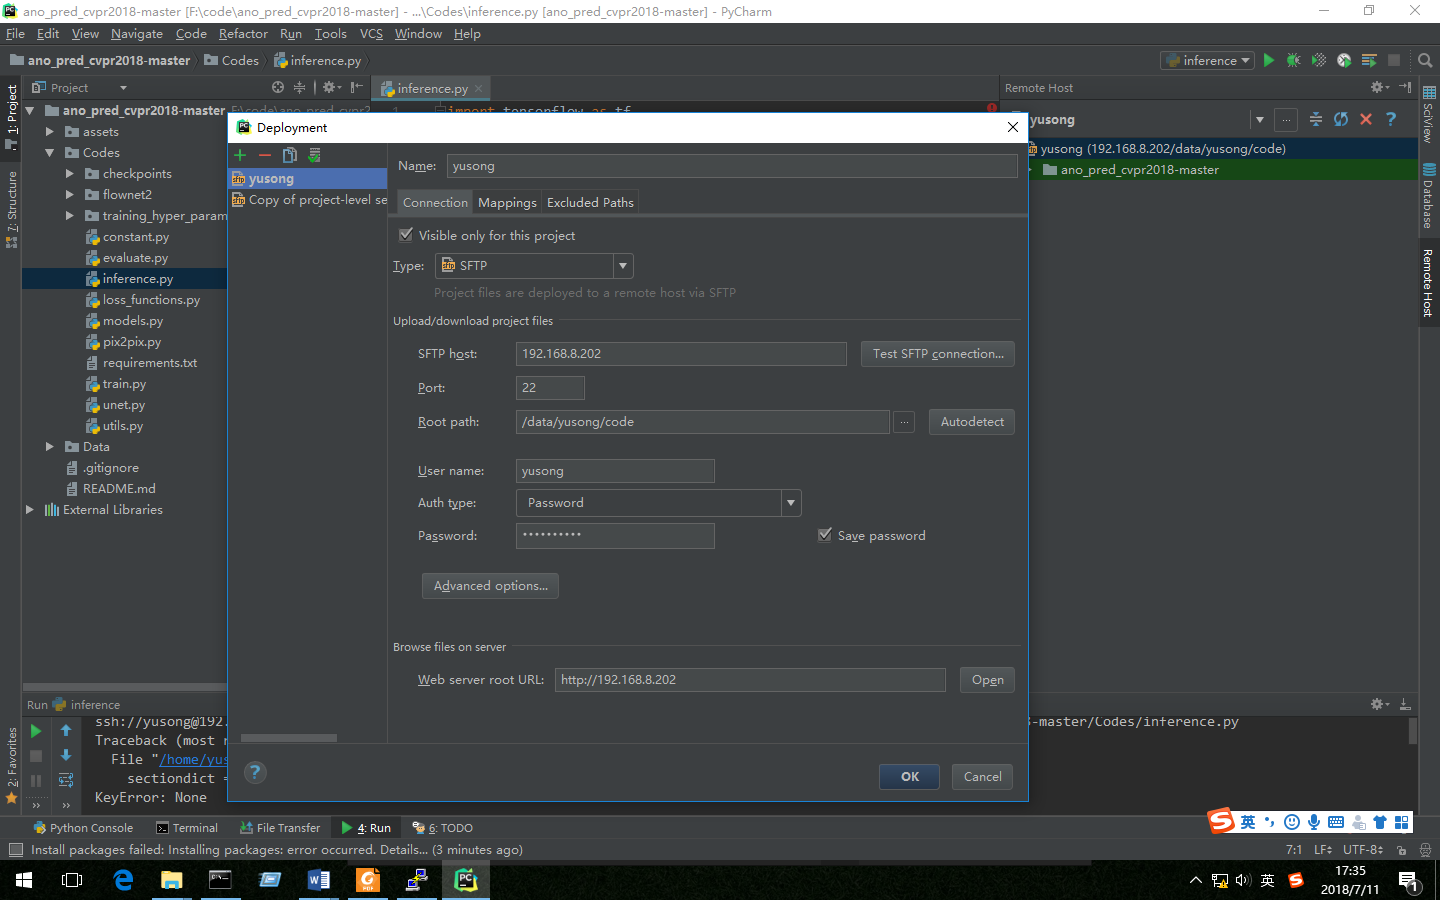 ano_pred_cvpr2018-master [F:\code\ano_pred_cvpr2018-master] - ...\Codes\inference.py [ano_pred_cvpr2018-master] - PyCharm
File Edit View Navigate Code Refactor Run Tools VCS Window Help
ano_pred_cvpr2018-master Codes inference.py
inference
1: Project
7: Structure
2: Favorites
Project
ano_pred_cvpr2018-master F:\code\ano_pred_cvpr2
assets
Codes
checkpoints
flownet2
training_hyper_param
constant.py
evaluate.py
inference.py
loss_functions.py
models.py
pix2pix.py
requirements.txt
train.py
unet.py
utils.py
Data
.gitignore
README.md
External Libraries
inference.py
1 import tensorflow as tf
Deployment
yusong
Copy of project-level se
Name: yusong
Connection Mappings Excluded Paths
Visible only for this project
Type: SFTP
Project files are deployed to a remote host via SFTP
Upload/download project files
SFTP host: 192.168.8.202 Test SFTP connection...
Port: 22
Root path: /data/yusong/code ... Autodetect
User name: yusong
Auth type: Password
Password: •••••••••• Save password
Advanced options...
Browse files on server
Web server root URL: http://192.168.8.202 Open
? OK Cancel
Remote Host
yusong ... ?
yusong (192.168.8.202/data/yusong/code)
ano_pred_cvpr2018-master
SciView
Database
Remote Host
Run inference
ssh://yusong@192. -master/Codes/inference.py
Traceback (most r
File "/home/yus
sectiondict =
KeyError: None
Python Console Terminal File Transfer 4: Run 6: TODO
Install packages failed: Installing packages: error occurred. Details... (3 minutes ago)
7:1 LF UTF-8
英
英
17:35
2018/7/11
1